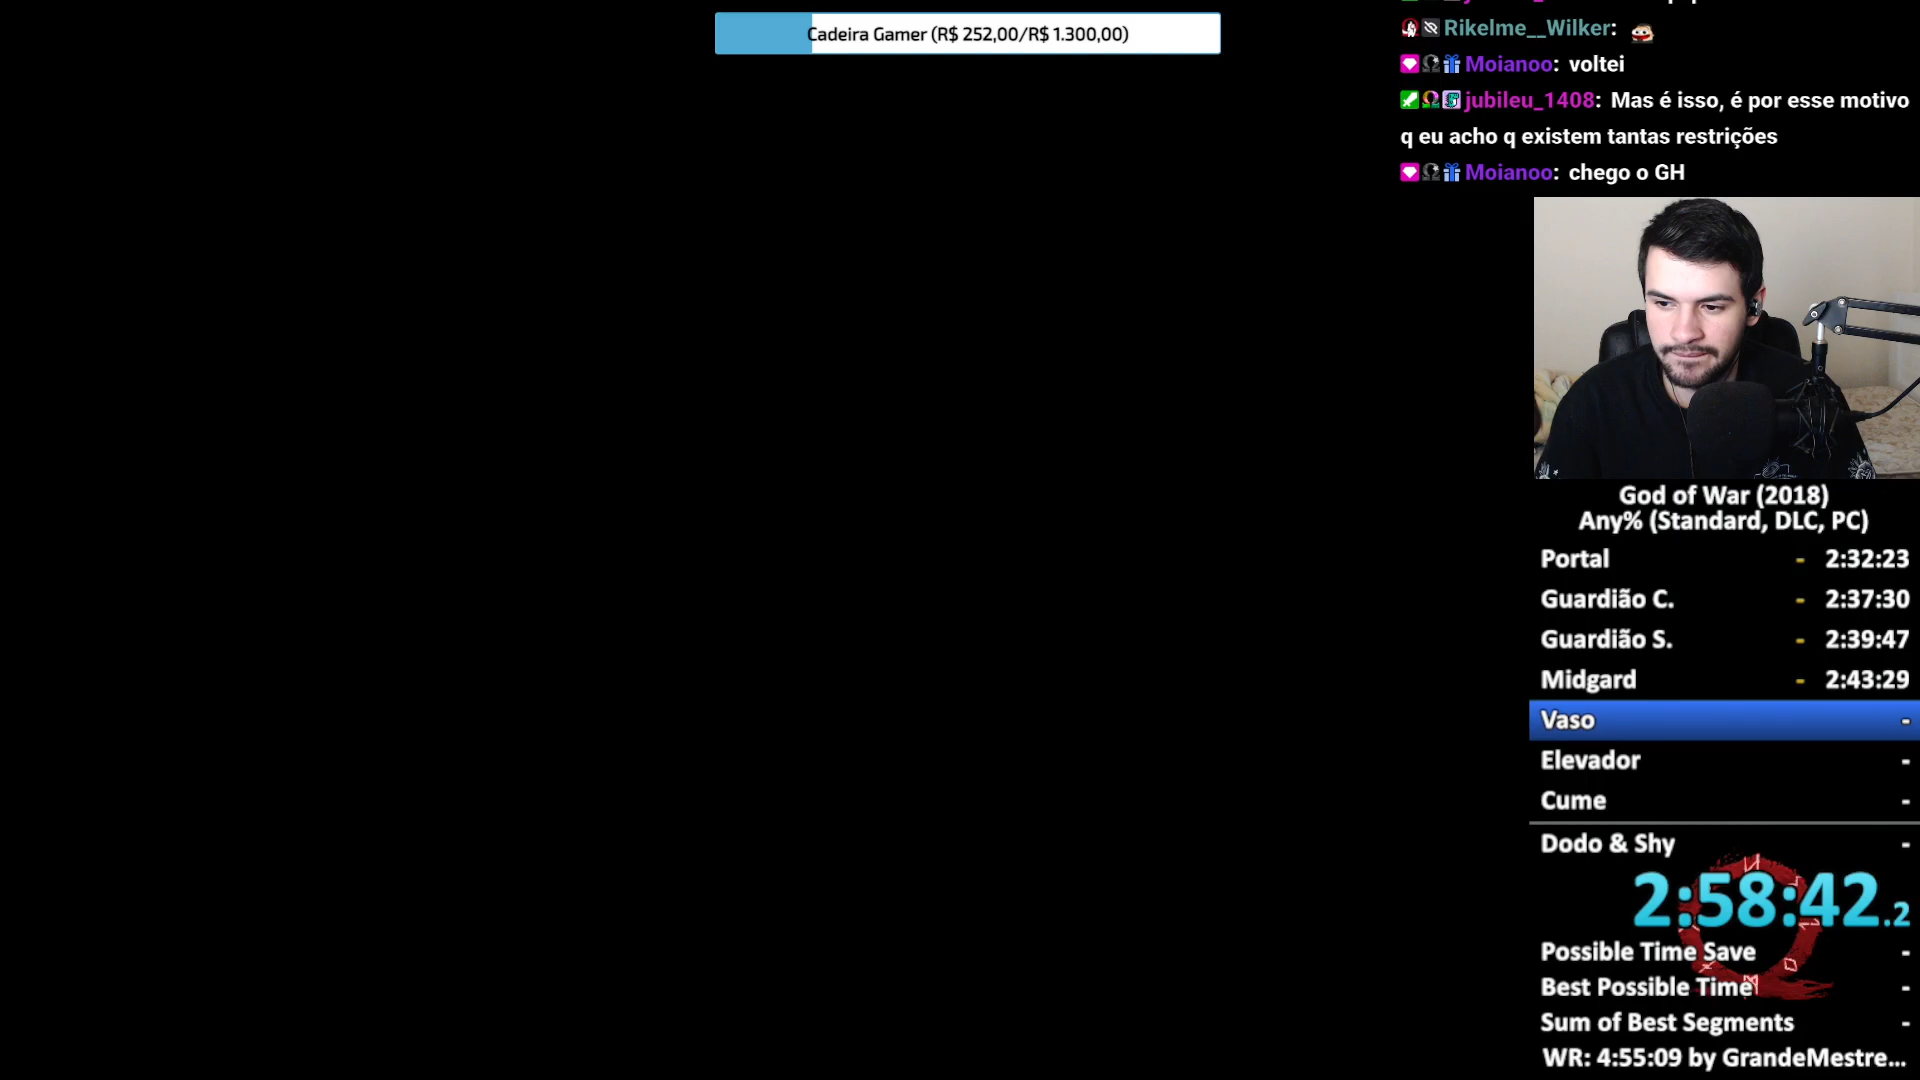 Cadeira Gamer (R$ 252,00/R$ 1.300,00)
Rikelme__Wilker:
Moianoo: voltei
jubileu_1408: Mas é isso, é por esse motivo
q eu acho q existem tantas restrições
Moianoo: chego o GH
God of War (2018)
Any% (Standard, DLC, PC)
Portal - 2:32:23
Guardião C. - 2:37:30
Guardião S. - 2:39:47
Midgard - 2:43:29
Vaso -
Elevador -
Cume -
Dodo & Shy -
2:58:42.2
Possible Time Save -
Best Possible Time -
Sum of Best Segments -
WR: 4:55:09 by GrandeMestre...